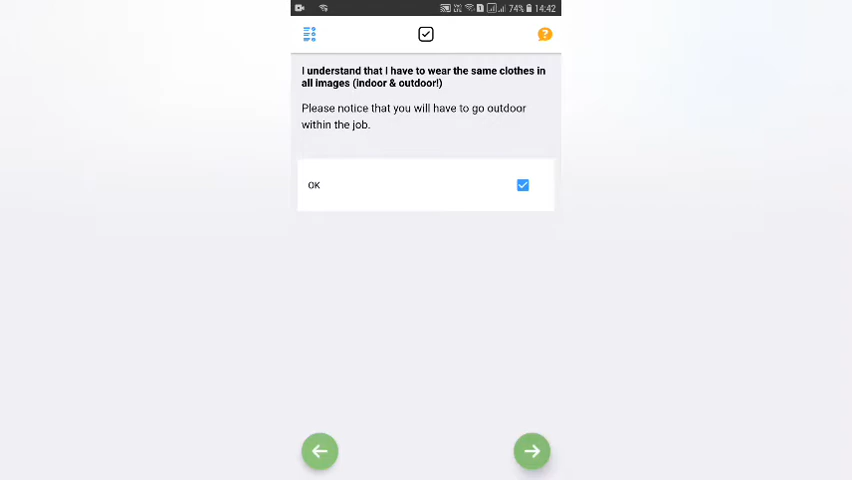 74% 14:42
I understand that I have to wear the same clothes in
all images (indoor & outdoor!)
Please notice that you will have to go outdoor
within the job.
OK